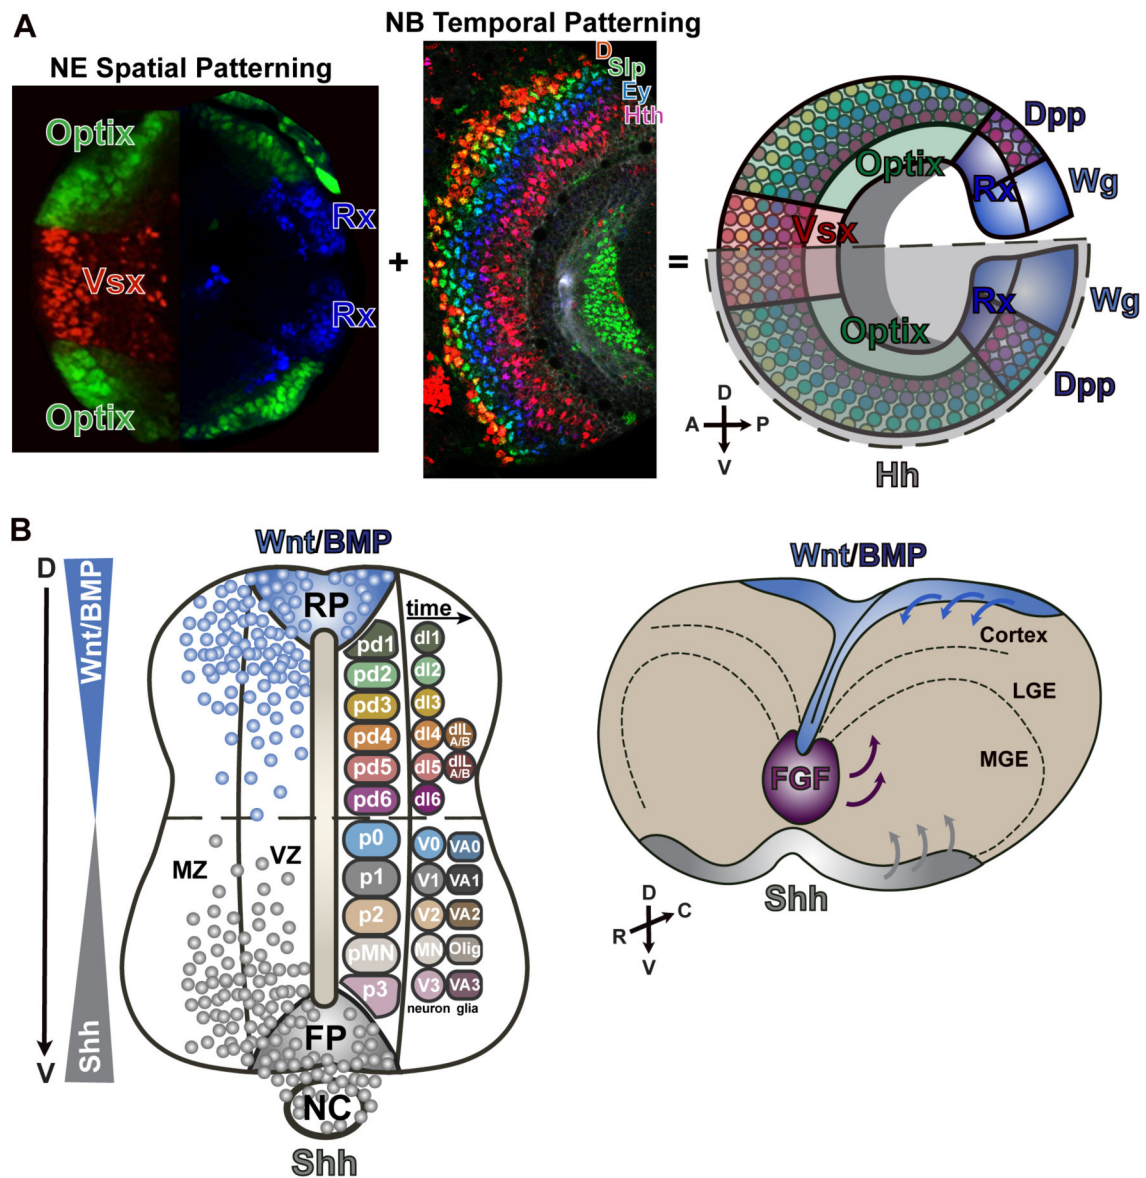 A
NE Spatial Patterning
NB Temporal Patterning
Optix
Vsx
Optix
Rx
Rx
+
D
Slp
Ey
Hth
=
Optix
Vsx
Optix
Rx
Rx
Dpp
Wg
Wg
Dpp
Hh
D
A P
V
B
D
Wnt/BMP
Shh
V
Wnt/BMP
RP
time
pd1 dI1
pd2 dI2
pd3 dI3
pd4 dI4 dIL A/B
pd5 dI5 dIL A/B
pd6 dI6
MZ VZ
p0 V0 VA0
p1 V1 VA1
p2 V2 VA2
pMN MN Olig
p3 V3 VA3
neuron glia
FP
NC
Shh
Wnt/BMP
Cortex
LGE
MGE
FGF
Shh
D
R C
V